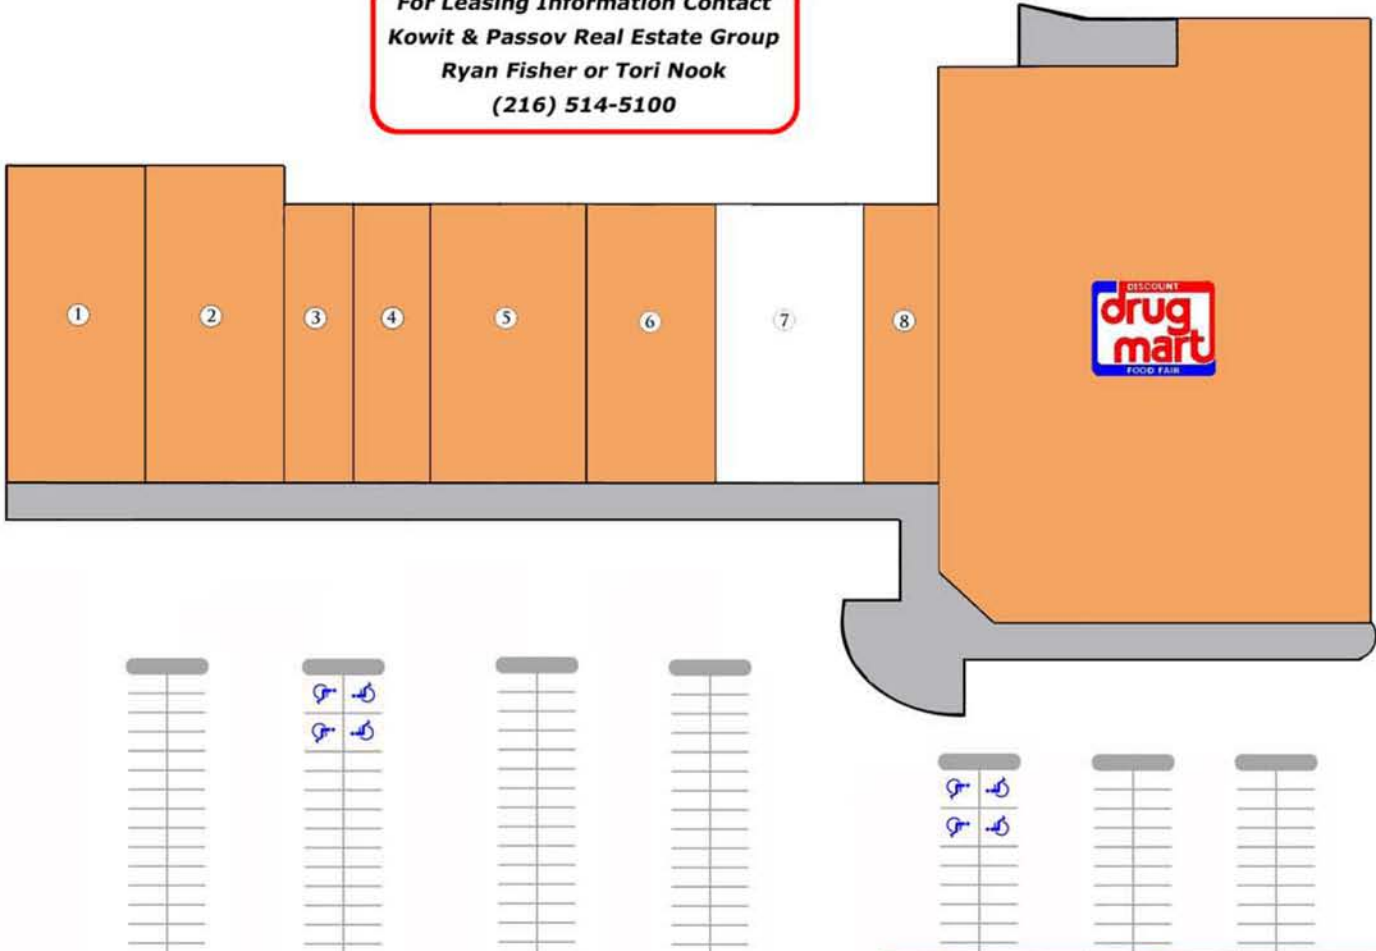 For Leasing Information Contact
Kowit & Passov Real Estate Group
Ryan Fisher or Tori Nook
(216) 514-5100
1
2
3
4
5
6
7
8
DISCOUNT
drug
mart
FOOD FAIR